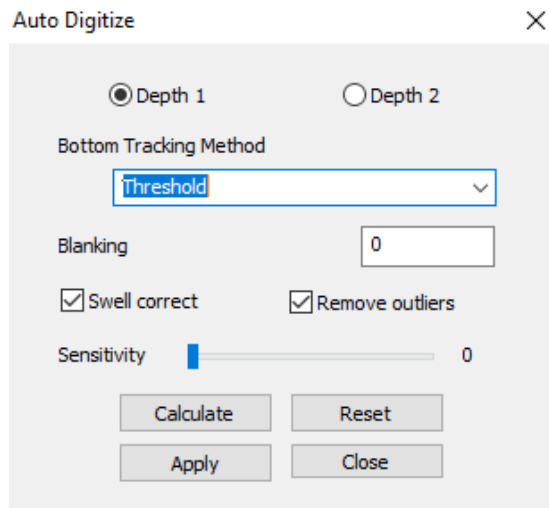 Auto Digitize
Depth 1 Depth 2
Bottom Tracking Method
Threshold
Blanking 0
Swell correct Remove outliers
Sensitivity 0
Calculate Reset
Apply Close